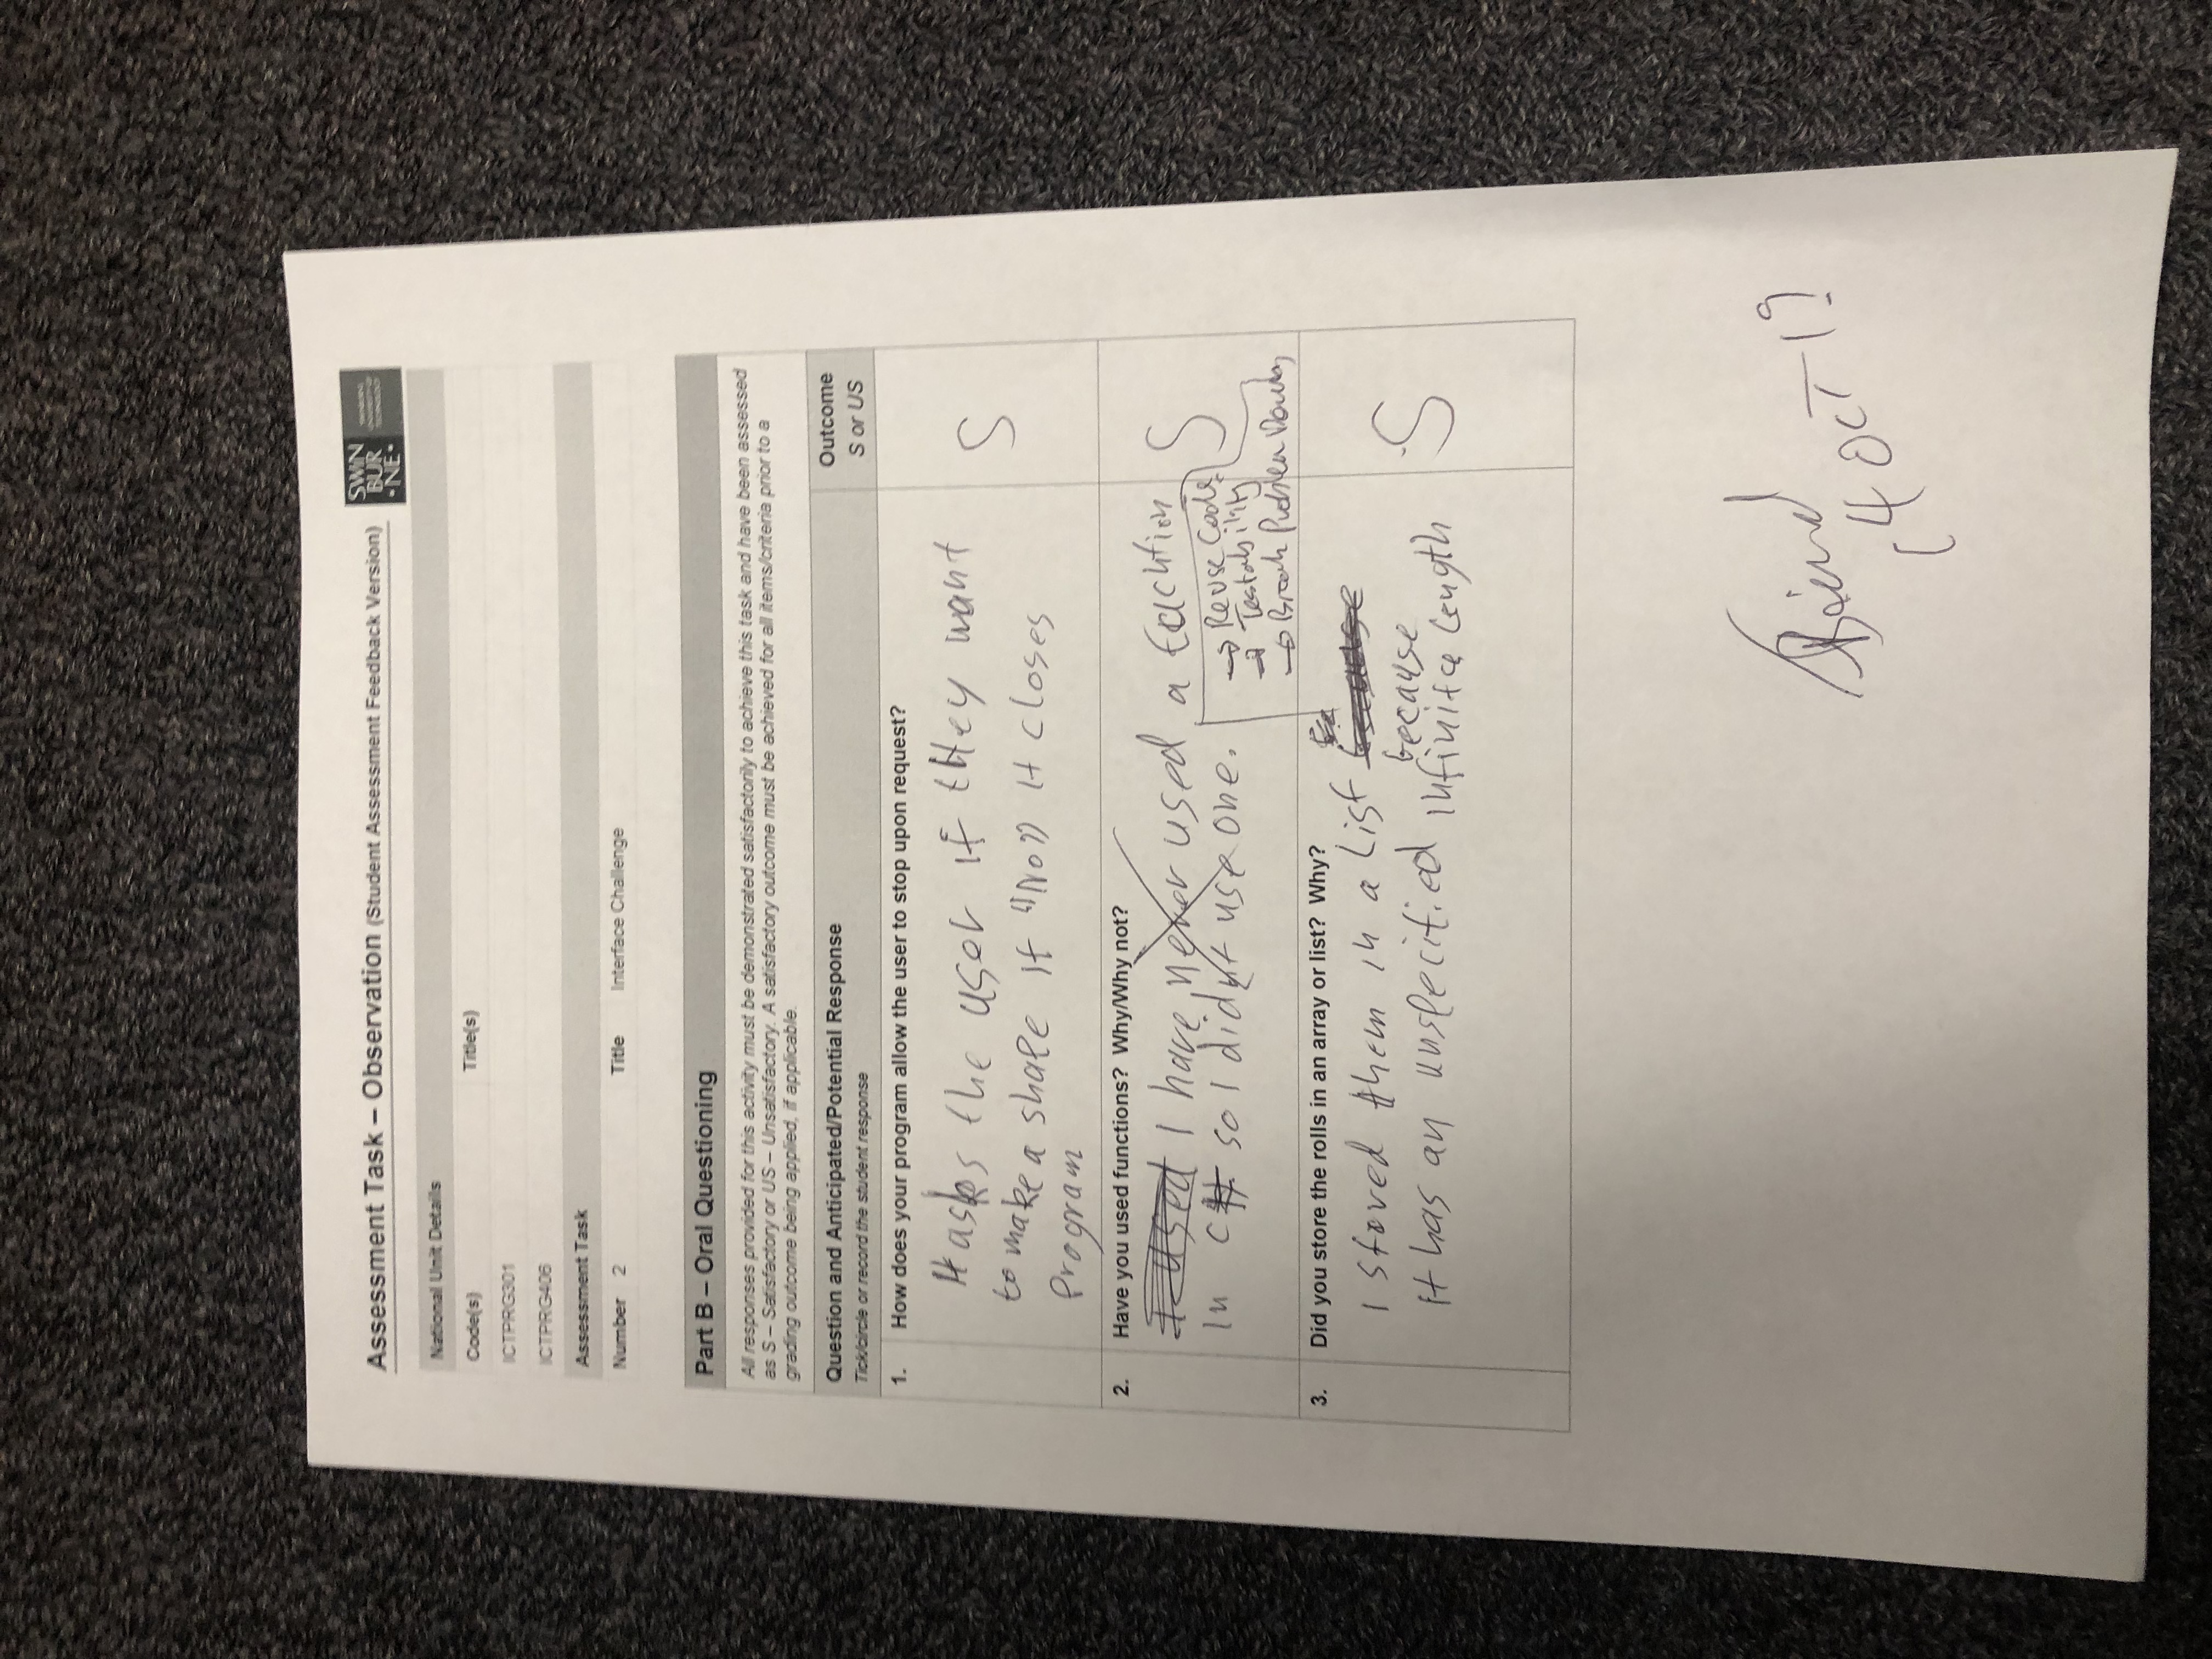 Assessment Task – Observation (Student Assessment Feedback Version)
SWIN
BUR
• NE •
National Unit Details
Code(s) Title(s)
ICTPRG301
ICTPRG406
Assessment Task
Number 2 Title Interface Challenge
Part B – Oral Questioning
All responses provided for this activity must be demonstrated satisfactorily to achieve this task and have been assessed
as S – Satisfactory or US – Unsatisfactory. A satisfactory outcome must be achieved for all items/criteria prior to a
grading outcome being applied, if applicable.
Question and Anticipated/Potential Response Outcome
Tick/circle or record the student response S or US
1. How does your program allow the user to stop upon request?
It asks the user if they want
to make a shape if "No" it closes
Program
S
2. Have you used functions? Why/Why not?
I used I have never used a
In C# so I didn't use one.
→ Reuse Code
→ Testability
→ Break Problem Down
S
3. Did you store the rolls in an array or list? Why?
I stored them in a list because
because
it has an unspecified infinite length
S
14 OCT 19